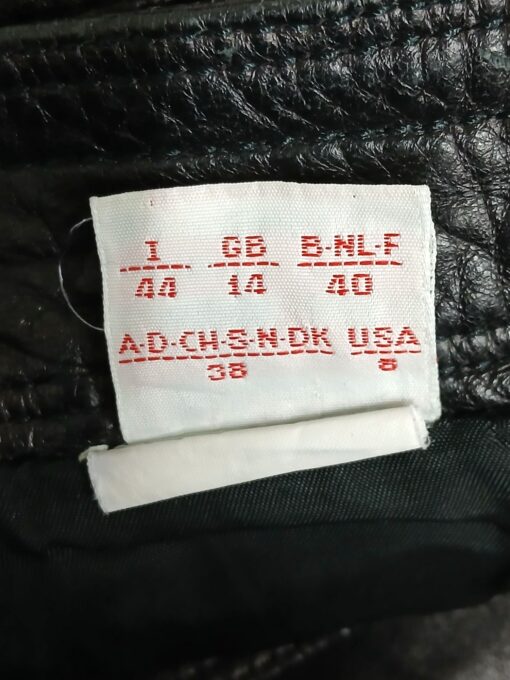 I GB B-NL-F
44 14 40
A-D-CH-S-N-DK USA
38 8